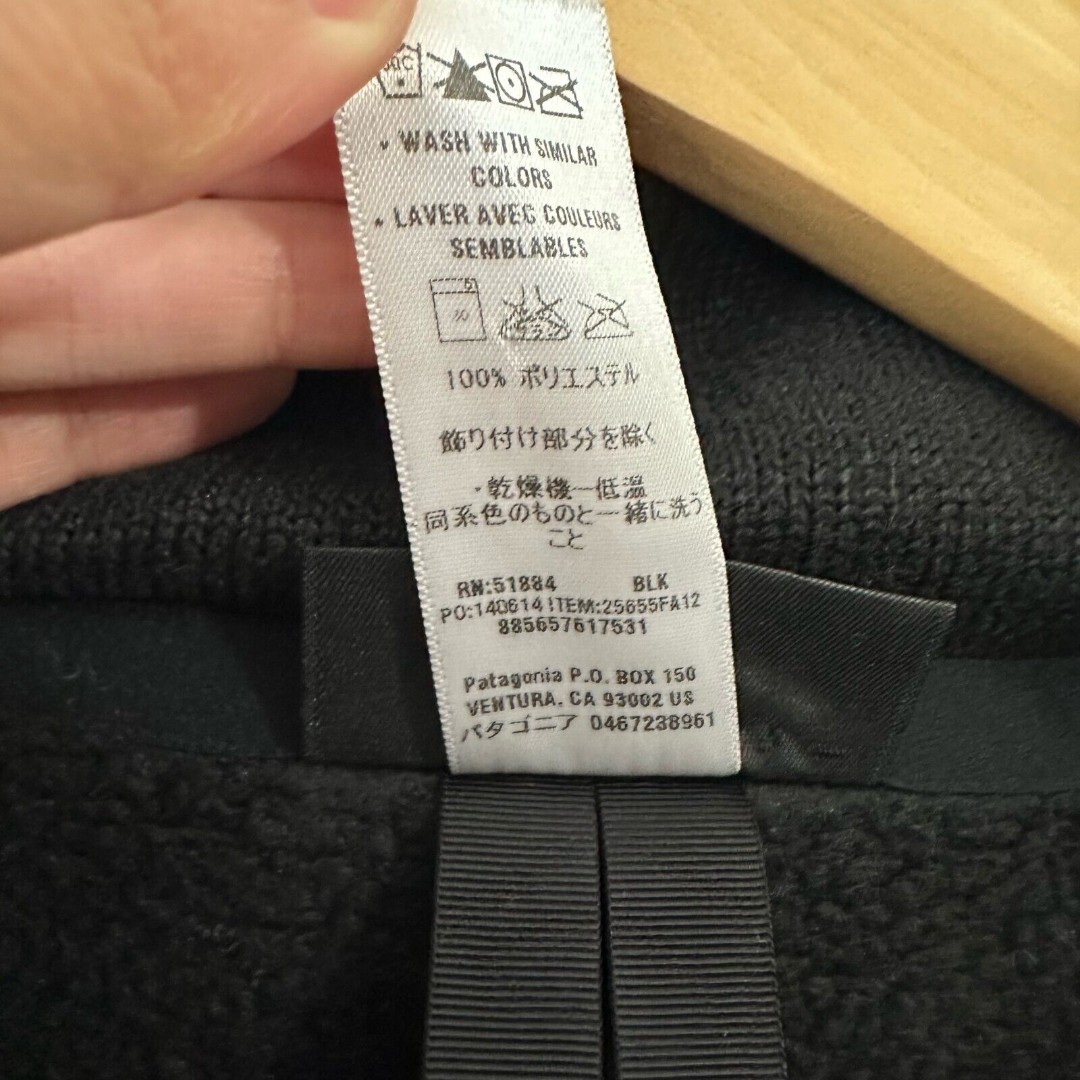 • WASH WITH SIMILAR
COLORS
• LAVER AVEC COULEURS
SEMBLABLES
100% ポリエステル
飾り付け部分を除く
・乾燥機一低温
同系色のものと一緒に洗う
こと
RN:51884 BLK
PO:140614 ITEM:25655FA12
885657617531
Patagonia P.O. BOX 150
VENTURA, CA 93002 US
パタゴニア 0467238961